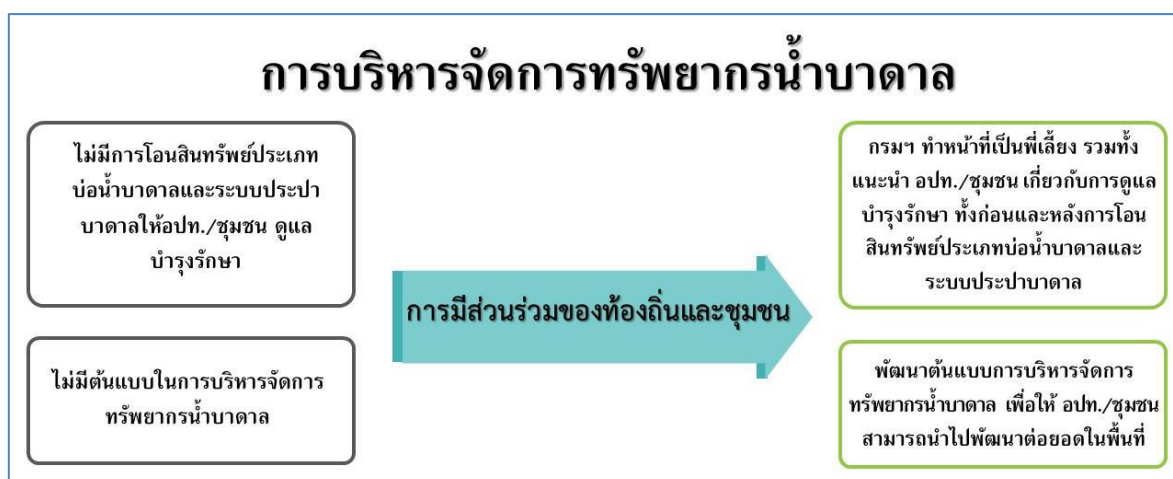 การบริหารจัดการทรัพยากรน้ำบาดาล
ไม่มีการโอนสินทรัพย์ประเภท
บ่อน้ำบาดาลและระบบประปา
บาดาลให้อปท./ชุมชน ดูแล
บำรุงรักษา
ไม่มีต้นแบบในการบริหารจัดการ
ทรัพยากรน้ำบาดาล
การมีส่วนร่วมของท้องถิ่นและชุมชน
กรมฯ ทำหน้าที่เป็นพี่เลี้ยง รวมทั้ง
แนะนำ อปท./ชุมชน เกี่ยวกับการดูแล
บำรุงรักษา ทั้งก่อนและหลังการโอน
สินทรัพย์ประเภทบ่อน้ำบาดาลและ
ระบบประปาบาดาล
พัฒนาต้นแบบการบริหารจัดการ
ทรัพยากรน้ำบาดาล เพื่อให้ อปท./ชุมชน
สามารถนำไปพัฒนาต่อยอดในพื้นที่